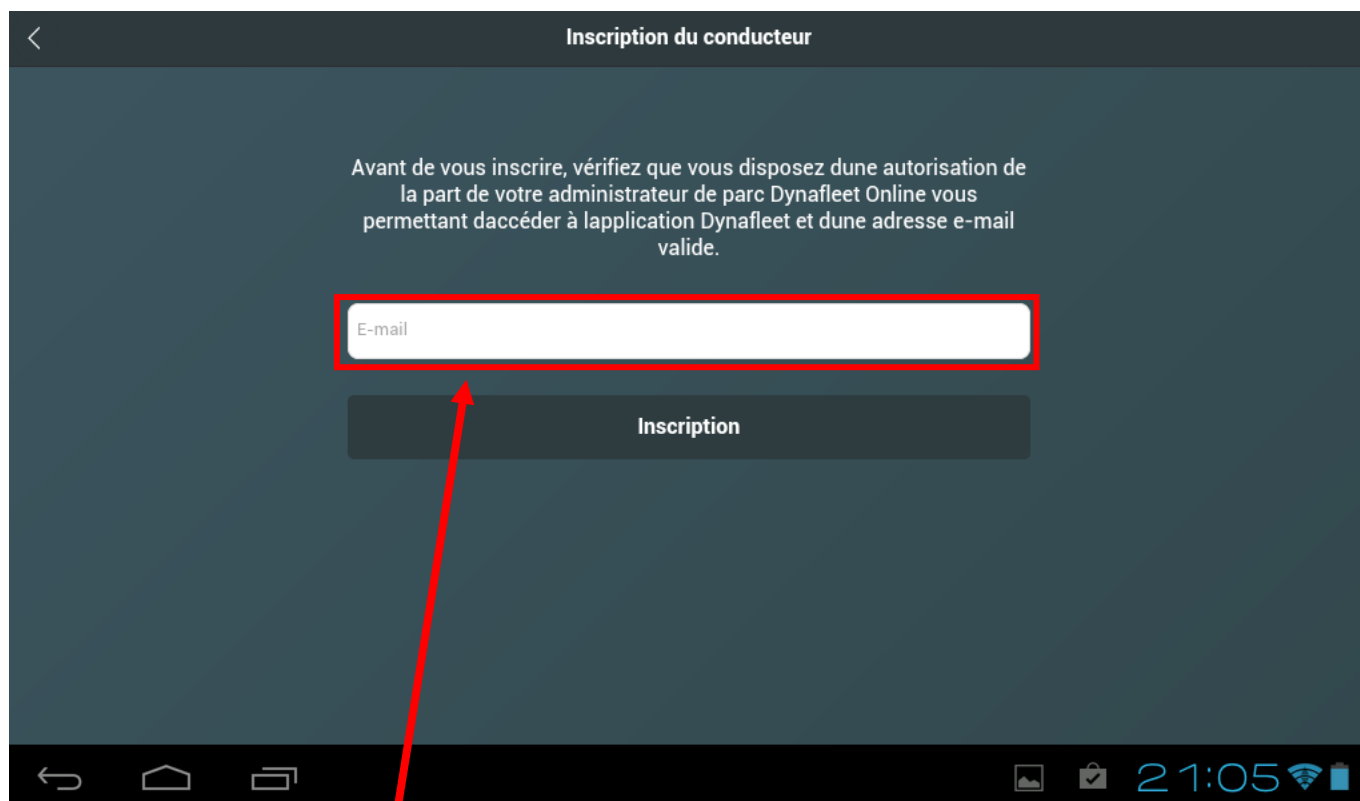 Inscription du conducteur
Avant de vous inscrire, vérifiez que vous disposez dune autorisation de
la part de votre administrateur de parc Dynafleet Online vous
permettant daccéder à lapplication Dynafleet et dune adresse e-mail
valide.
E-mail
Inscription
21:05